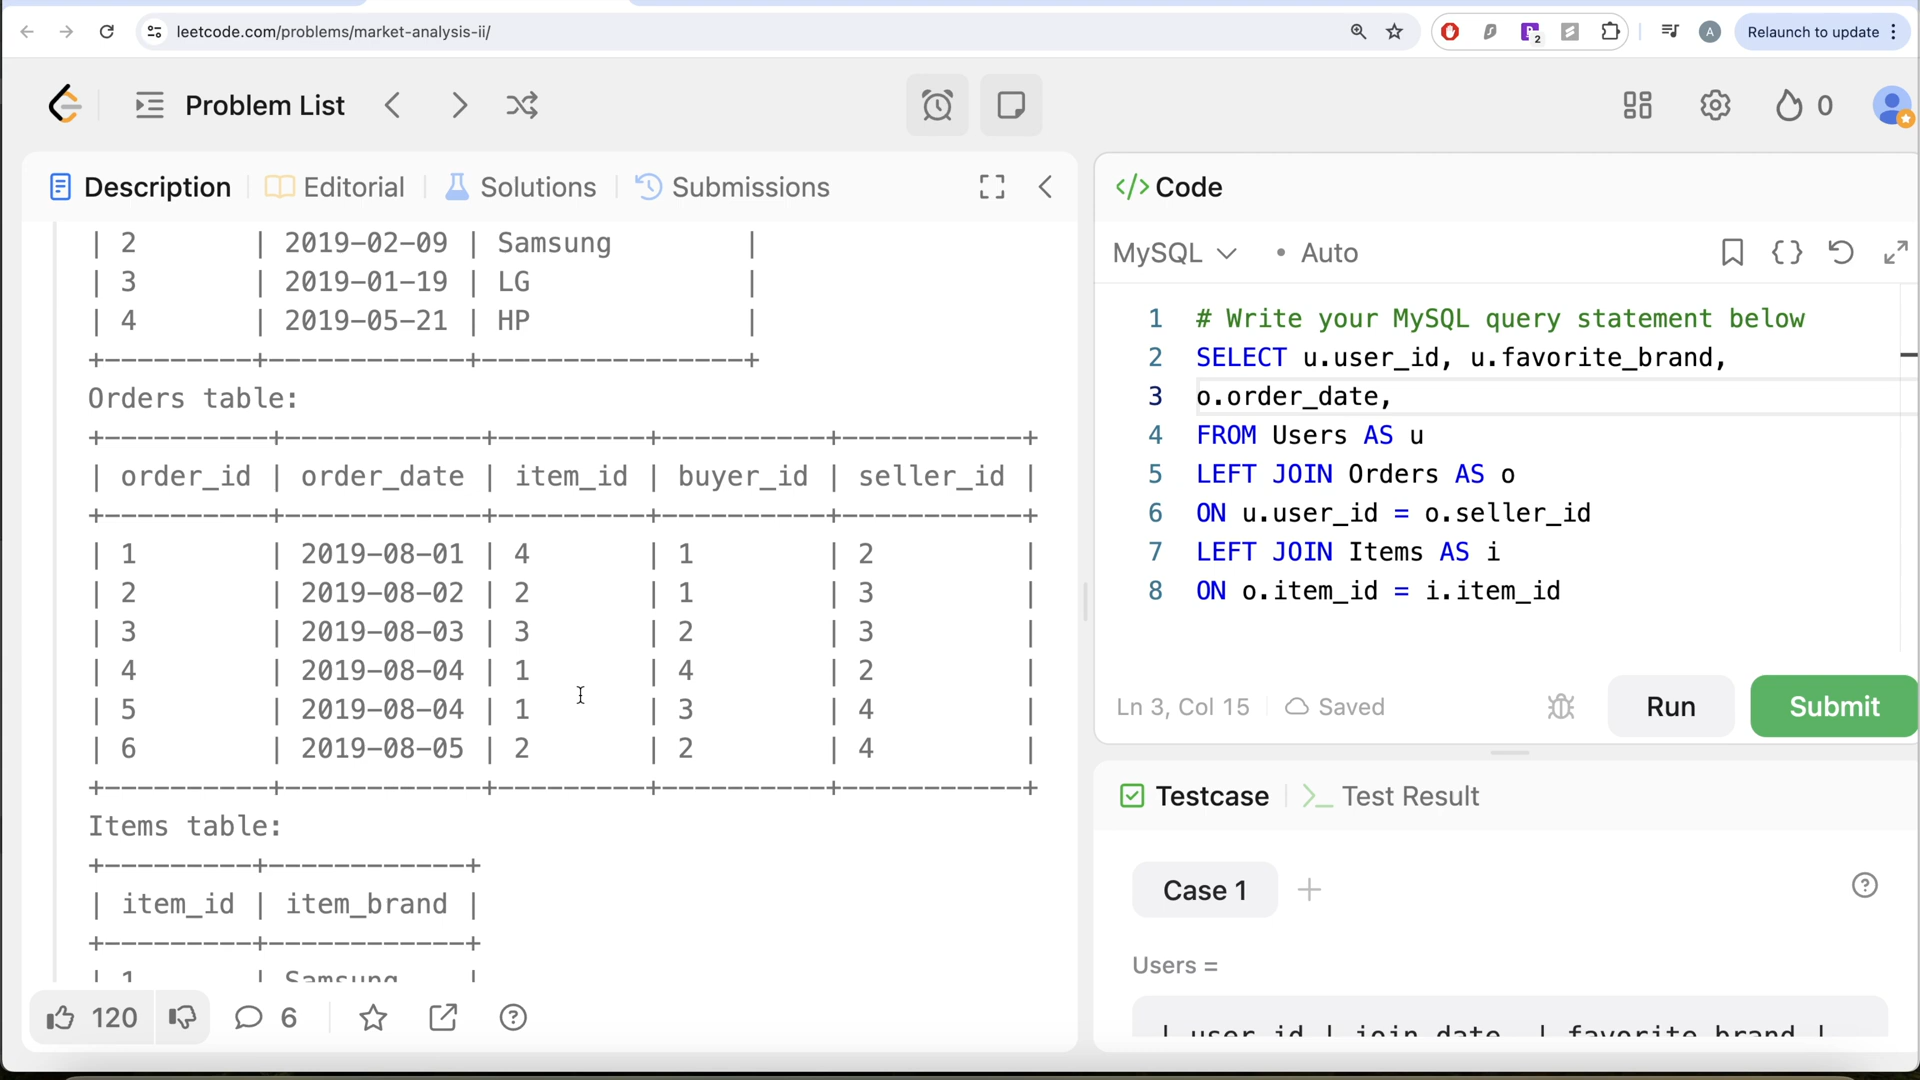 leetcode.com/problems/market-analysis-ii/
2
A
Relaunch to update
Problem List
0
Description
Editorial
Solutions
Submissions
| 2 | 2019-02-09 | Samsung |
| 3 | 2019-01-19 | LG |
| 4 | 2019-05-21 | HP |
+---------+------------+----------------+
Orders table:
+----------+------------+---------+----------+-----------+
| order_id | order_date | item_id | buyer_id | seller_id |
+----------+------------+---------+----------+-----------+
| 1 | 2019-08-01 | 4 | 1 | 2 |
| 2 | 2019-08-02 | 2 | 1 | 3 |
| 3 | 2019-08-03 | 3 | 2 | 3 |
| 4 | 2019-08-04 | 1 | 4 | 2 |
| 5 | 2019-08-04 | 1 | 3 | 4 |
| 6 | 2019-08-05 | 2 | 2 | 4 |
+----------+------------+---------+----------+-----------+
Items table:
+---------+------------+
| item_id | item_brand |
+---------+------------+
| 1 | Samsung |
120
6
</> Code
MySQL
• Auto
1 # Write your MySQL query statement below
2 SELECT u.user_id, u.favorite_brand,
3 o.order_date,
4 FROM Users AS u
5 LEFT JOIN Orders AS o
6 ON u.user_id = o.seller_id
7 LEFT JOIN Items AS i
8 ON o.item_id = i.item_id
Ln 3, Col 15
Saved
Run
Submit
Testcase
Test Result
Case 1
Users =
| user_id | join_date | favorite_brand |